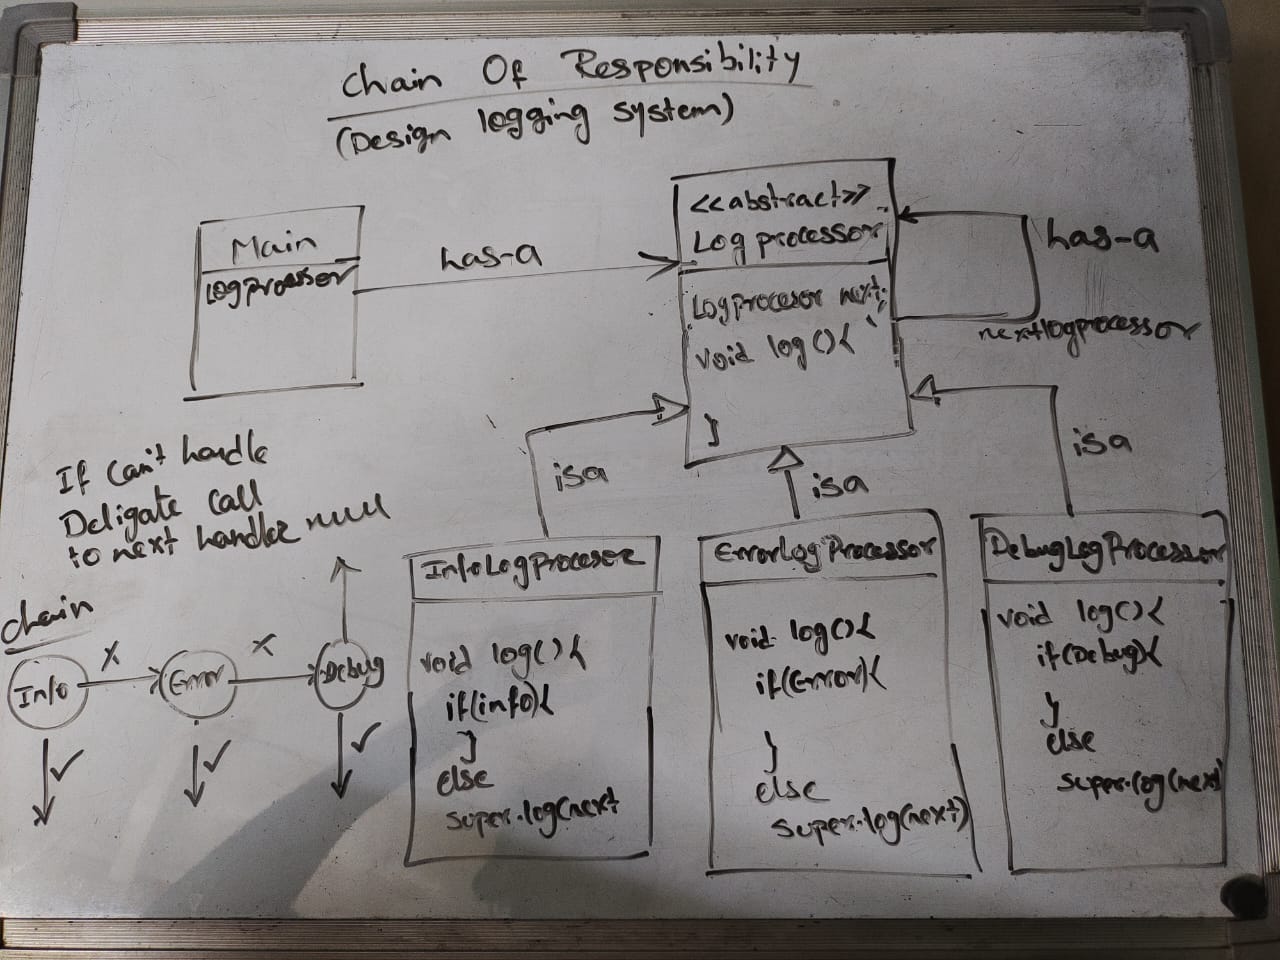 Chain Of Responsibility
(Design logging system)
<<abstract>>
Log processor
LogProcesor next;
void log(){
}
Main
LogProcessor
has-a
has-a
nextlogprocessor
isa
isa
isa
If Can't handle
Deligate Call
to next handler
null
chain
Info
X
Error
X
Debug
✓
✓
✓
InfoLogProcesor
void log(){
if(info){
}
else
super.log(next
ErrorLogProcessor
void log(){
if(Error){
}
else
super.log(next)
DebugLogProcessor
void log(){
if(Debug){
}
else
super.log(next)